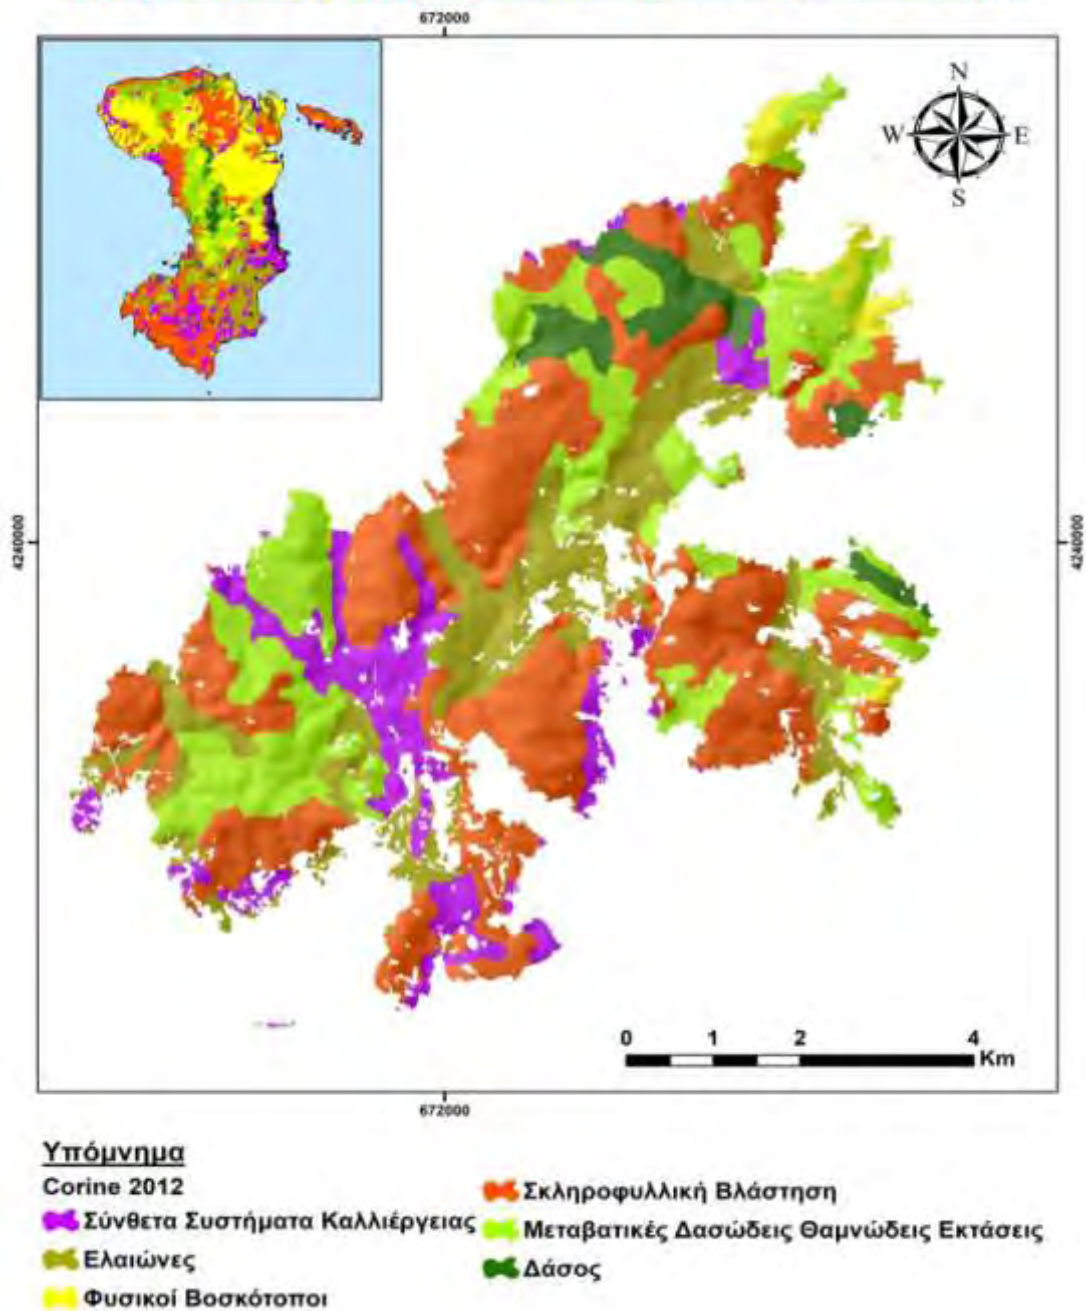 672000
N
W E
S
4240000
4240000
0 1 2 4
Km
672000
Υπόμνημα
Corine 2012
Σύνθετα Συστήματα Καλλιέργειας
Ελαιώνες
Φυσικοί Βοσκότοποι
Σκληροφυλλική Βλάστηση
Μεταβατικές Δασώδεις Θαμνώδεις Εκτάσεις
Δάσος